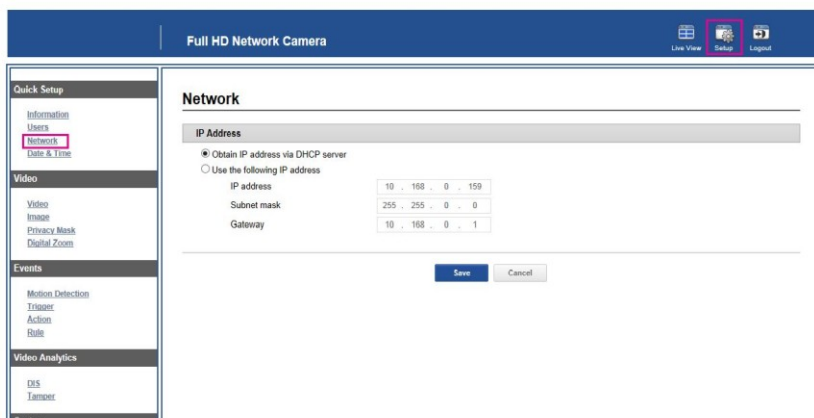 Full HD Network Camera
Live View
Setup
Logout
Quick Setup
Information
Users
Network
Date & Time
Video
Video
Image
Privacy Mask
Digital Zoom
Events
Motion Detection
Trigger
Action
Rule
Video Analytics
DIS
Tamper
Network
IP Address
Obtain IP address via DHCP server
Use the following IP address
IP address 10 . 168 . 0 . 159
Subnet mask 255 . 255 . 0 . 0
Gateway 10 . 168 . 0 . 1
Save Cancel